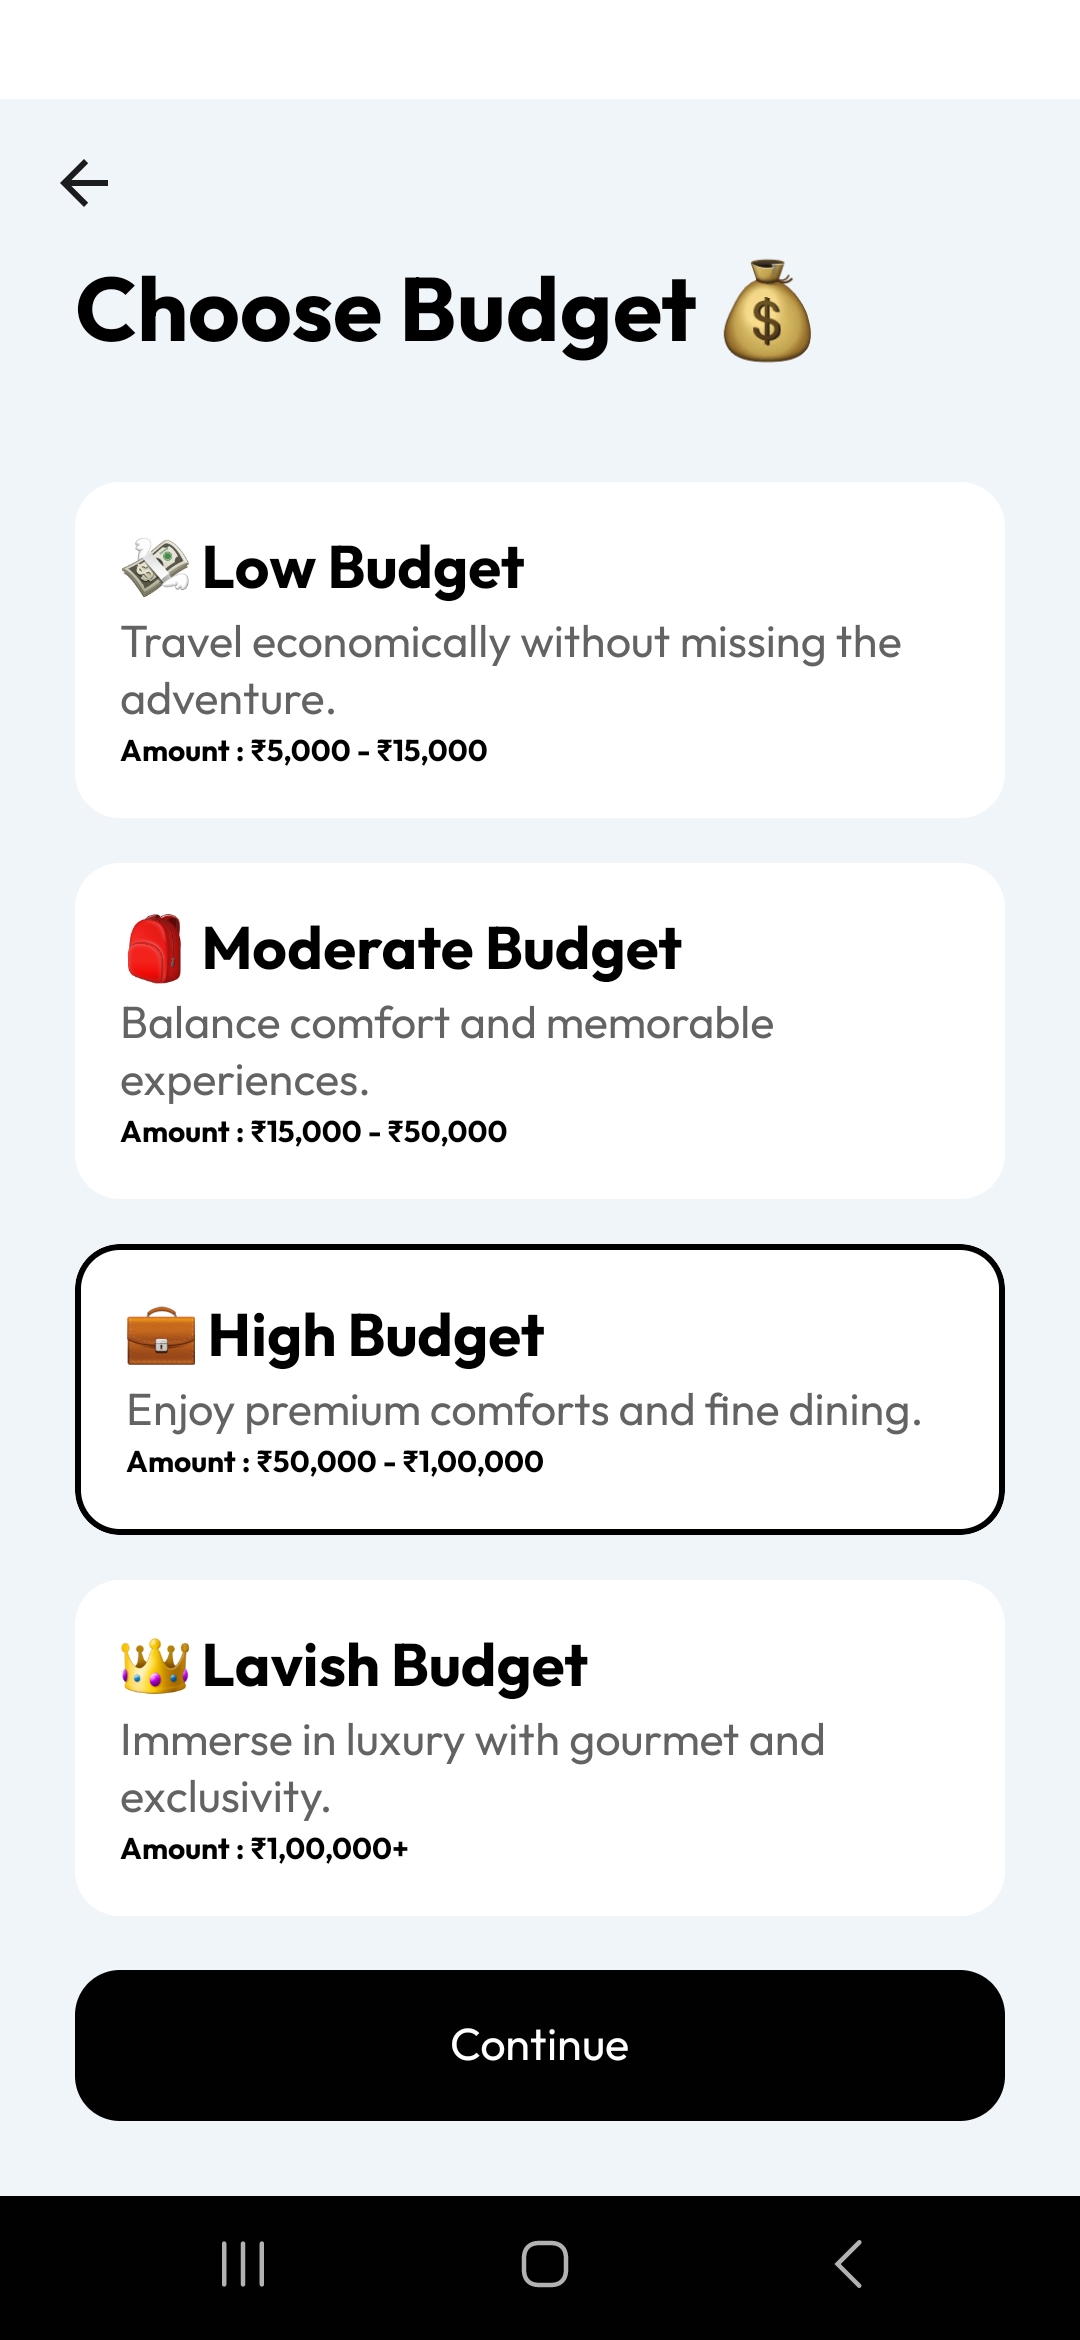 Choose Budget 💰
💸 Low Budget
Travel economically without missing the
adventure.
Amount : ₹5,000 - ₹15,000
🎒 Moderate Budget
Balance comfort and memorable
experiences.
Amount : ₹15,000 - ₹50,000
💼 High Budget
Enjoy premium comforts and fine dining.
Amount : ₹50,000 - ₹1,00,000
👑 Lavish Budget
Immerse in luxury with gourmet and
exclusivity.
Amount : ₹1,00,000+
Continue